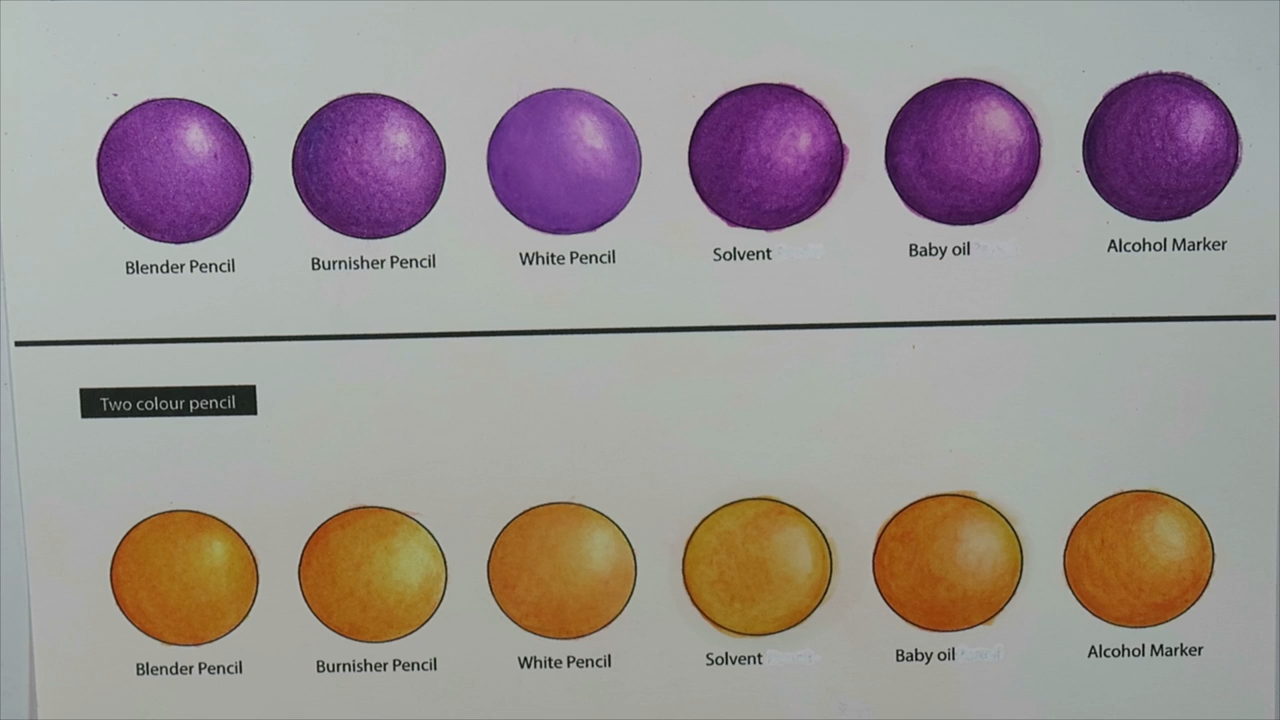 Blender Pencil
Burnisher Pencil
White Pencil
Solvent
Baby oil
Alcohol Marker
Two colour pencil
Blender Pencil
Burnisher Pencil
White Pencil
Solvent
Baby oil
Alcohol Marker